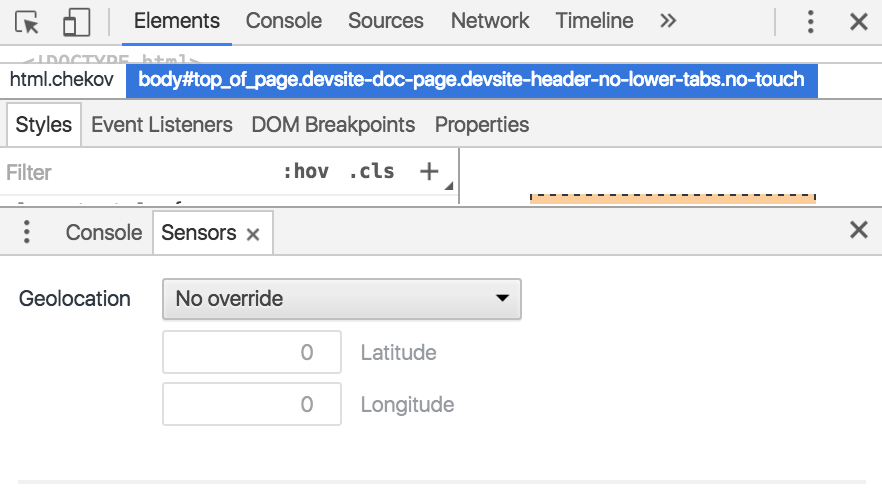 Elements Console Sources Network Timeline »
<!DOCTYPE html>
html.chekov body#top_of_page.devsite-doc-page.devsite-header-no-lower-tabs.no-touch
Styles Event Listeners DOM Breakpoints Properties
Filter :hov .cls +
Console Sensors ×
Geolocation No override
0 Latitude
0 Longitude